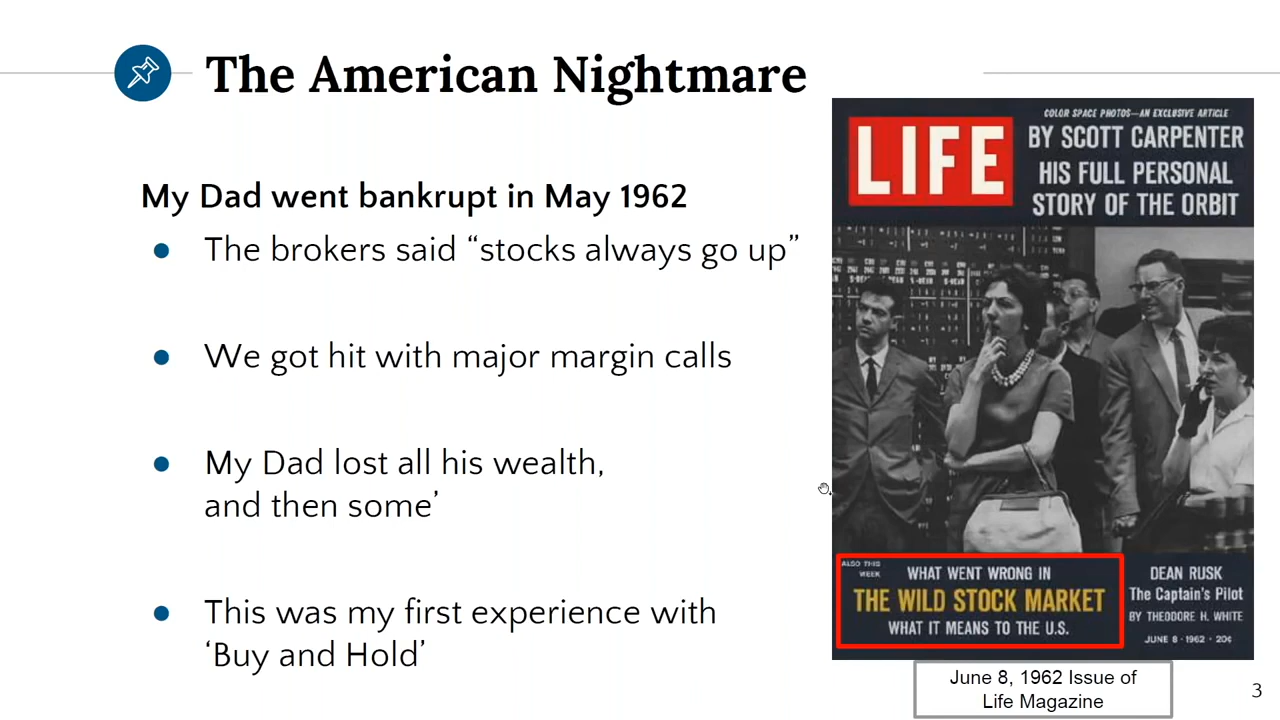 The American Nightmare
My Dad went bankrupt in May 1962
● The brokers said “stocks always go up”
● We got hit with major margin calls
● My Dad lost all his wealth,
and then some’
● This was my first experience with
‘Buy and Hold’
LIFE
COLOR SPACE PHOTOS—AN EXCLUSIVE ARTICLE
BY SCOTT CARPENTER
HIS FULL PERSONAL
STORY OF THE ORBIT
ALSO THIS
WEEK
WHAT WENT WRONG IN
THE WILD STOCK MARKET
WHAT IT MEANS TO THE U.S.
DEAN RUSK
The Captain's Pilot
BY THEODORE H. WHITE
JUNE 8 · 1962 · 20¢
June 8, 1962 Issue of
Life Magazine
3